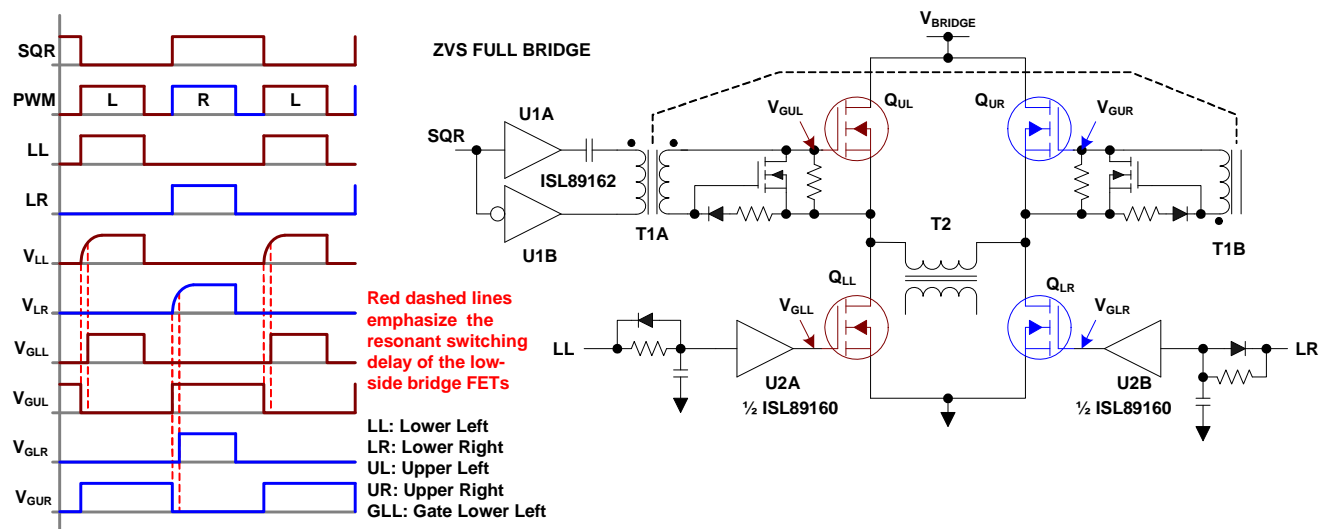 SQR
PWM
L
R
L
LL
LR
VLL
VLR
VGLL
VGUL
VGLR
VGUR
Red dashed lines
emphasize the
resonant switching
delay of the low-
side bridge FETs
LL: Lower Left
LR: Lower Right
UL: Upper Left
UR: Upper Right
GLL: Gate Lower Left
ZVS FULL BRIDGE
VBRIDGE
SQR
U1A
ISL89162
U1B
T1A
VGUL
QUL
QUR
VGUR
T1B
T2
LL
U2A
½ ISL89160
VGLL
QLL
QLR
VGLR
U2B
½ ISL89160
LR